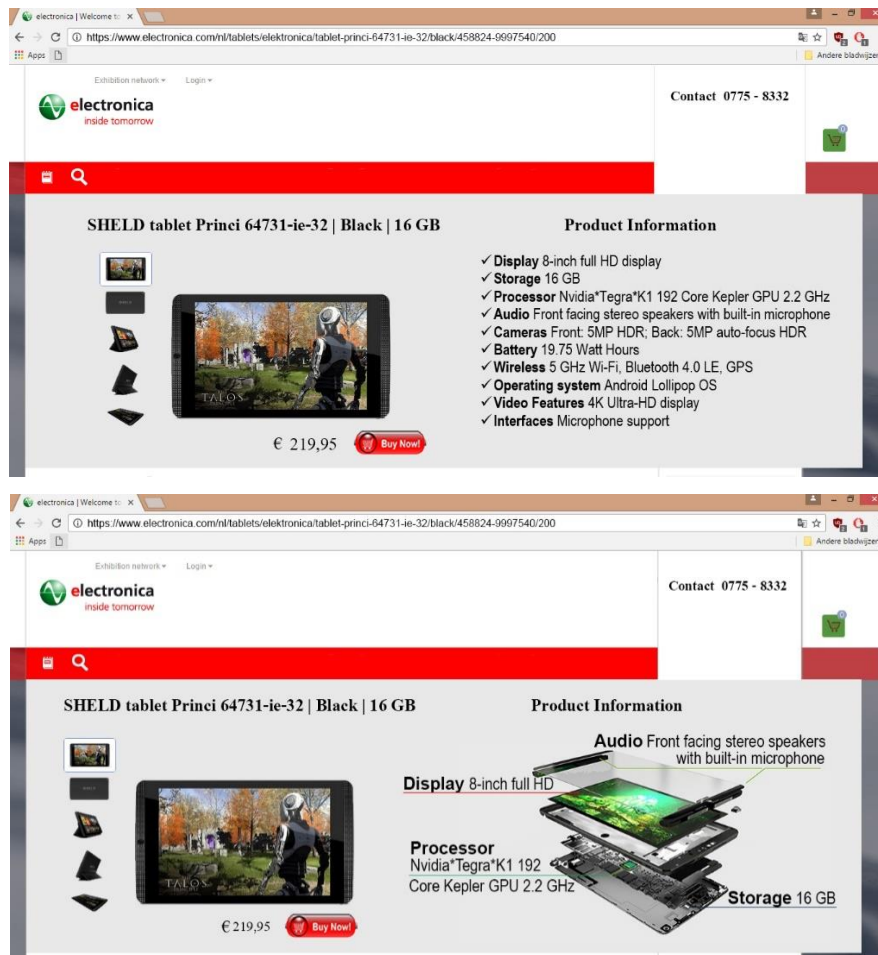 electronica | Welcome to
https://www.electronica.com/nl/tablets/elektronica/tablet-princi-64731-ie-32/black/458824-9997540/200
Apps
Andere bladwijzer
Exhibition network Login
electronica
inside tomorrow
Contact 0775 - 8332
0
SHELD tablet Princi 64731-ie-32 | Black | 16 GB
TALOS
€ 219,95
Buy Now!
Product Information
✓ Display 8-inch full HD display
✓ Storage 16 GB
✓ Processor Nvidia*Tegra*K1 192 Core Kepler GPU 2.2 GHz
✓ Audio Front facing stereo speakers with built-in microphone
✓ Cameras Front: 5MP HDR; Back: 5MP auto-focus HDR
✓ Battery 19.75 Watt Hours
✓ Wireless 5 GHz Wi-Fi, Bluetooth 4.0 LE, GPS
✓ Operating system Android Lollipop OS
✓ Video Features 4K Ultra-HD display
✓ Interfaces Microphone support
electronica | Welcome to
https://www.electronica.com/nl/tablets/elektronica/tablet-princi-64731-ie-32/black/458824-9997540/200
Apps
Andere bladwijzer
Exhibition network Login
electronica
inside tomorrow
Contact 0775 - 8332
0
SHELD tablet Princi 64731-ie-32 | Black | 16 GB
TALOS
€ 219,95
Buy Now!
Product Information
Audio Front facing stereo speakers
with built-in microphone
Display 8-inch full HD
Processor
Nvidia*Tegra*K1 192
Core Kepler GPU 2.2 GHz
Storage 16 GB